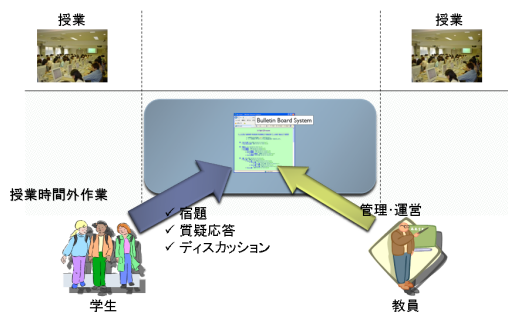 授業
授業
Bulletin Board System
授業時間外作業
✓ 宿題
✓ 質疑応答
✓ ディスカッション
管理・運営
学生
教員